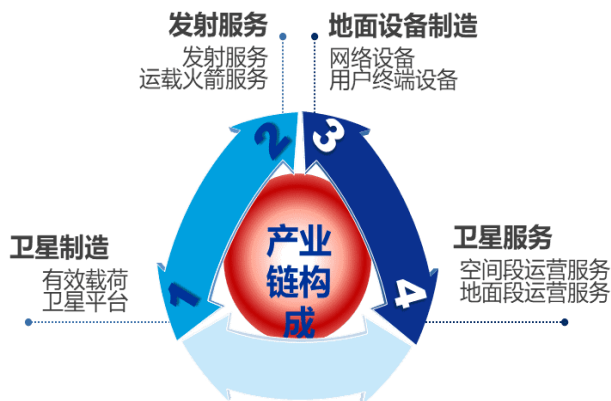 发射服务
发射服务
运载火箭服务
地面设备制造
网络设备
用户终端设备
2
3
卫星制造
有效载荷
卫星平台
1
产业
链构
成
卫星服务
空间段运营服务
地面段运营服务
4